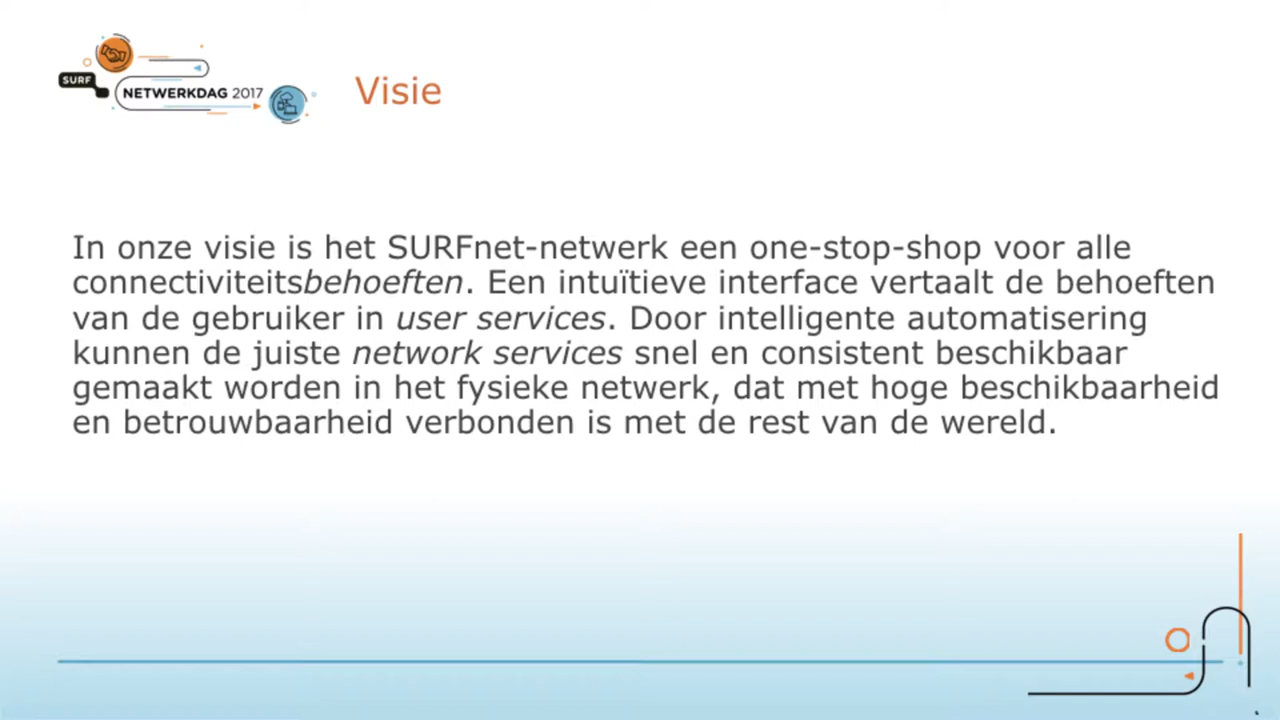 SURF
NETWERKDAG 2017
Visie
In onze visie is het SURFnet-netwerk een one-stop-shop voor alle
connectiviteitsbehoeften. Een intuïtieve interface vertaalt de behoeften
van de gebruiker in user services. Door intelligente automatisering
kunnen de juiste network services snel en consistent beschikbaar
gemaakt worden in het fysieke netwerk, dat met hoge beschikbaarheid
en betrouwbaarheid verbonden is met de rest van de wereld.